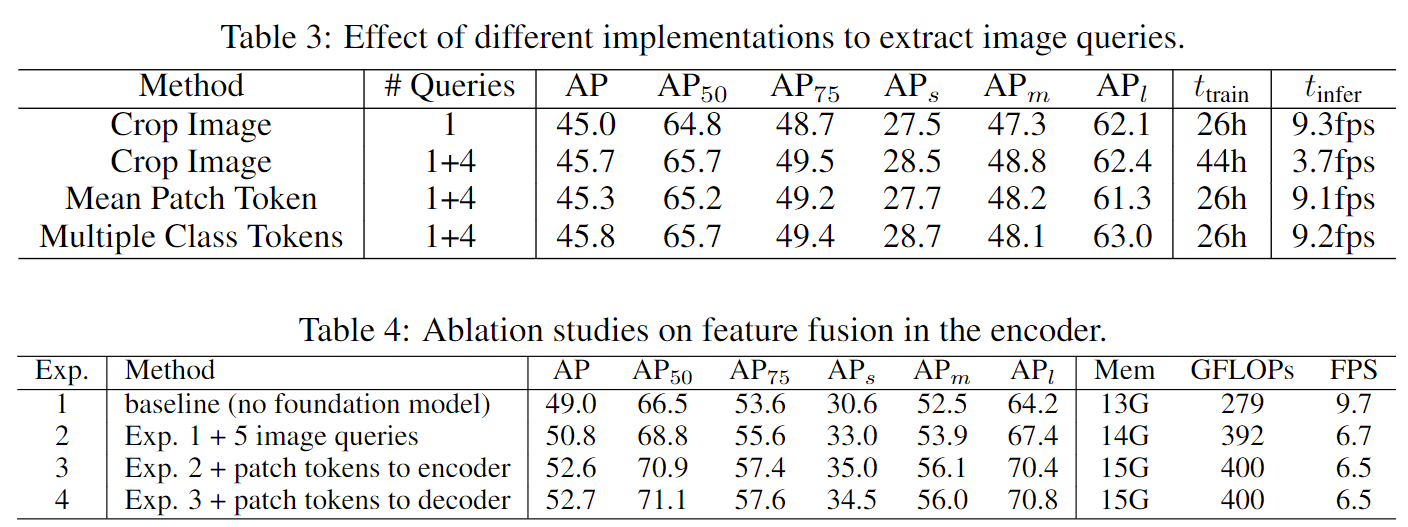 Table 3: Effect of different implementations to extract image queries.
Method # Queries AP AP50 AP75 APs APm APl ttrain tinfer
Crop Image 1 45.0 64.8 48.7 27.5 47.3 62.1 26h 9.3fps
Crop Image 1+4 45.7 65.7 49.5 28.5 48.8 62.4 44h 3.7fps
Mean Patch Token 1+4 45.3 65.2 49.2 27.7 48.2 61.3 26h 9.1fps
Multiple Class Tokens 1+4 45.8 65.7 49.4 28.7 48.1 63.0 26h 9.2fps
Table 4: Ablation studies on feature fusion in the encoder.
Exp. Method AP AP50 AP75 APs APm APl Mem GFLOPs FPS
1 baseline (no foundation model) 49.0 66.5 53.6 30.6 52.5 64.2 13G 279 9.7
2 Exp. 1 + 5 image queries 50.8 68.8 55.6 33.0 53.9 67.4 14G 392 6.7
3 Exp. 2 + patch tokens to encoder 52.6 70.9 57.4 35.0 56.1 70.4 15G 400 6.5
4 Exp. 3 + patch tokens to decoder 52.7 71.1 57.6 34.5 56.0 70.8 15G 400 6.5